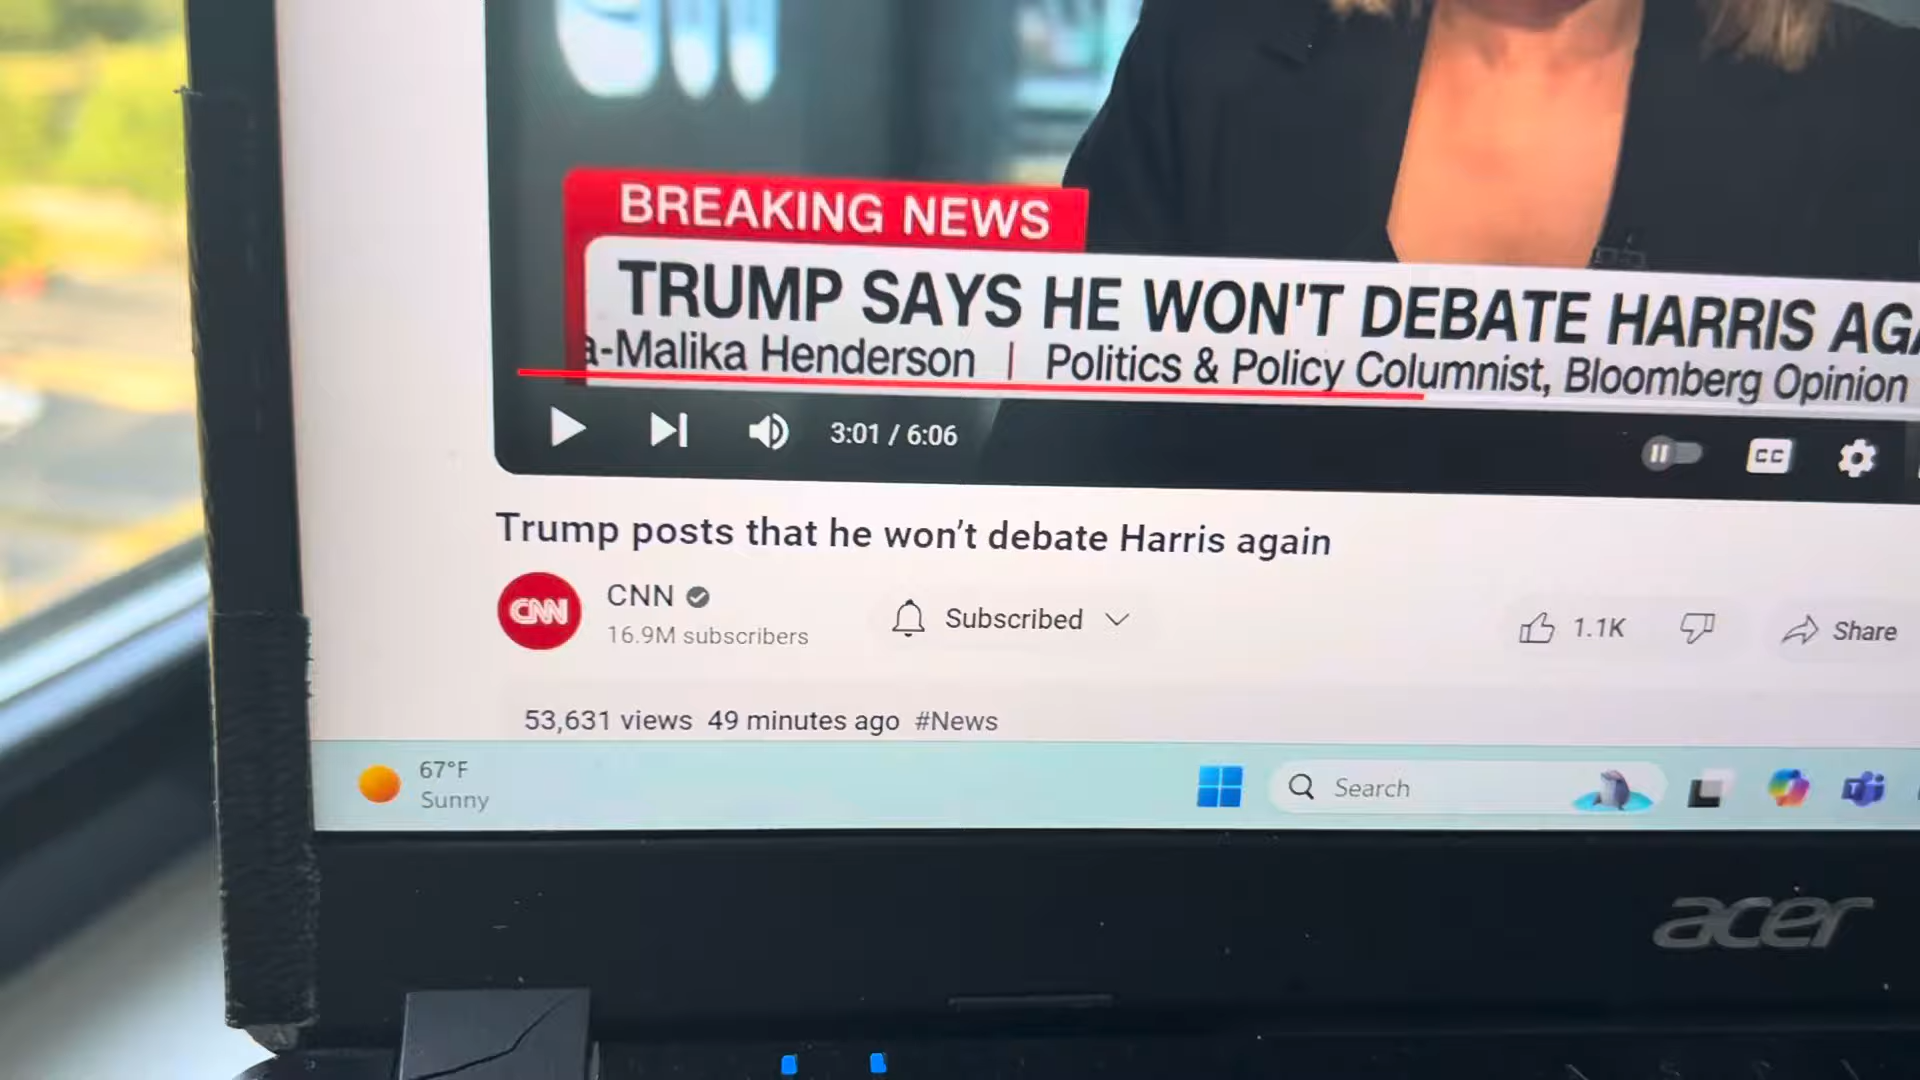 BREAKING NEWS
TRUMP SAYS HE WON'T DEBATE HARRIS
a-Malika Henderson | Politics & Policy Columnist, Bloomberg Opinion
3:01 / 6:06
CC
Trump posts that he won’t debate Harris again
CNN
CNN
16.9M subscribers
Subscribed
1.1K
Share
53,631 views 49 minutes ago #News
67°F
Sunny
Search
acer